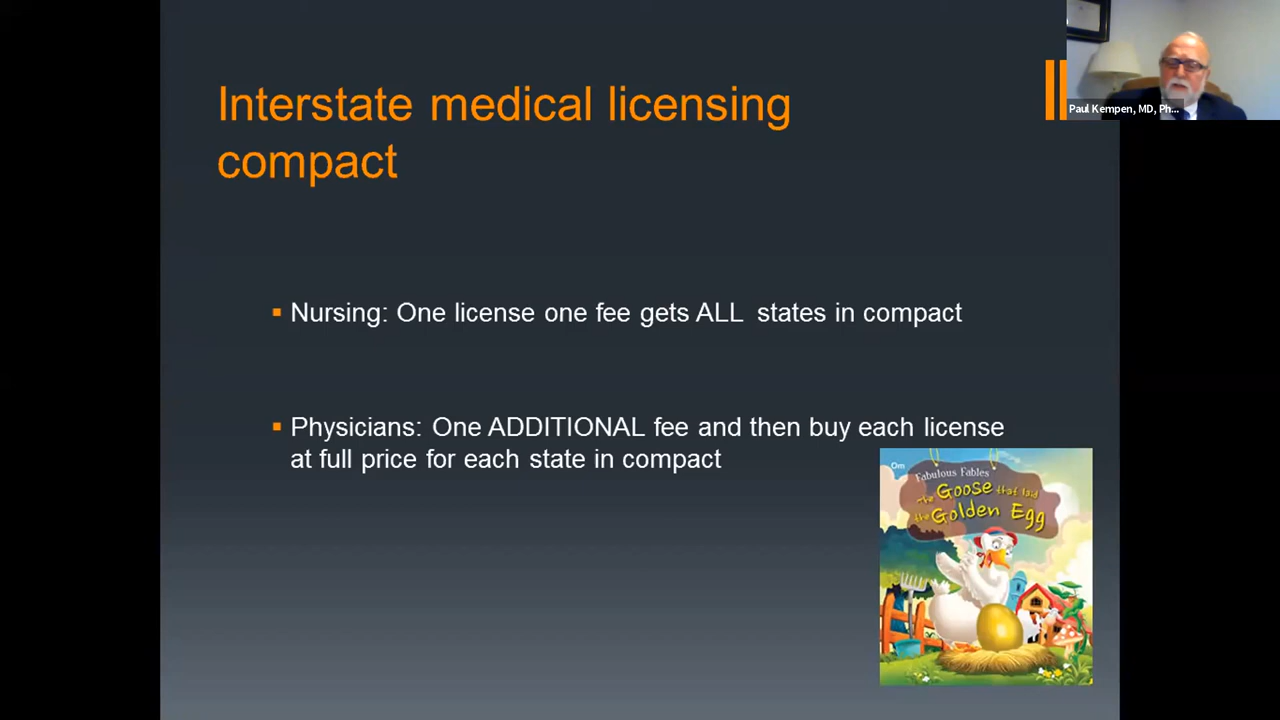 Interstate medical licensing
compact
Paul Kempen, MD, Ph...
Nursing: One license one fee gets ALL states in compact
Physicians: One ADDITIONAL fee and then buy each license
at full price for each state in compact
Om
Fabulous Fables
The Goose that laid
the Golden Egg